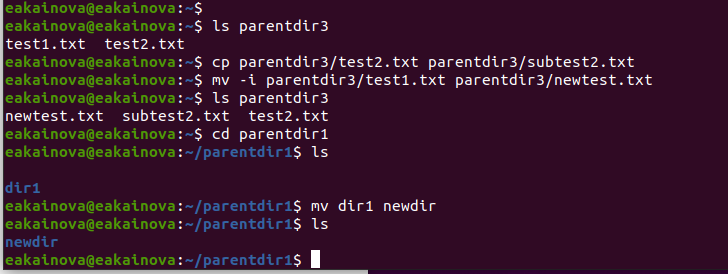 eakainova@eakainova:~$
eakainova@eakainova:~$ ls parentdir3
test1.txt  test2.txt
eakainova@eakainova:~$ cp parentdir3/test2.txt parentdir3/subtest2.txt
eakainova@eakainova:~$ mv -i parentdir3/test1.txt parentdir3/newtest.txt
eakainova@eakainova:~$ ls parentdir3
newtest.txt  subtest2.txt  test2.txt
eakainova@eakainova:~$ cd parentdir1
eakainova@eakainova:~/parentdir1$ ls
dir1
eakainova@eakainova:~/parentdir1$ mv dir1 newdir
eakainova@eakainova:~/parentdir1$ ls
newdir
eakainova@eakainova:~/parentdir1$